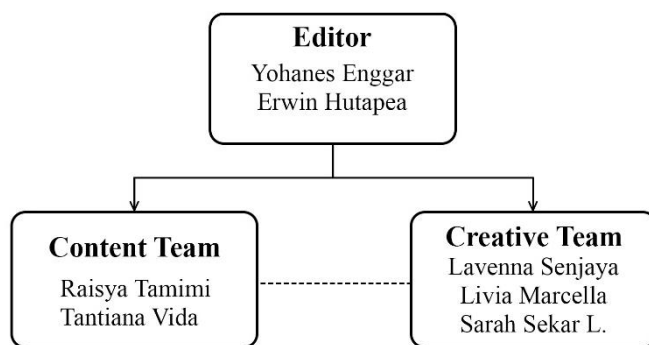 Editor
Yohanes Enggar
Erwin Hutapea
Content Team
Raisya Tamimi
Tantiana Vida
Creative Team
Lavenna Senjaya
Livia Marcella
Sarah Sekar L.